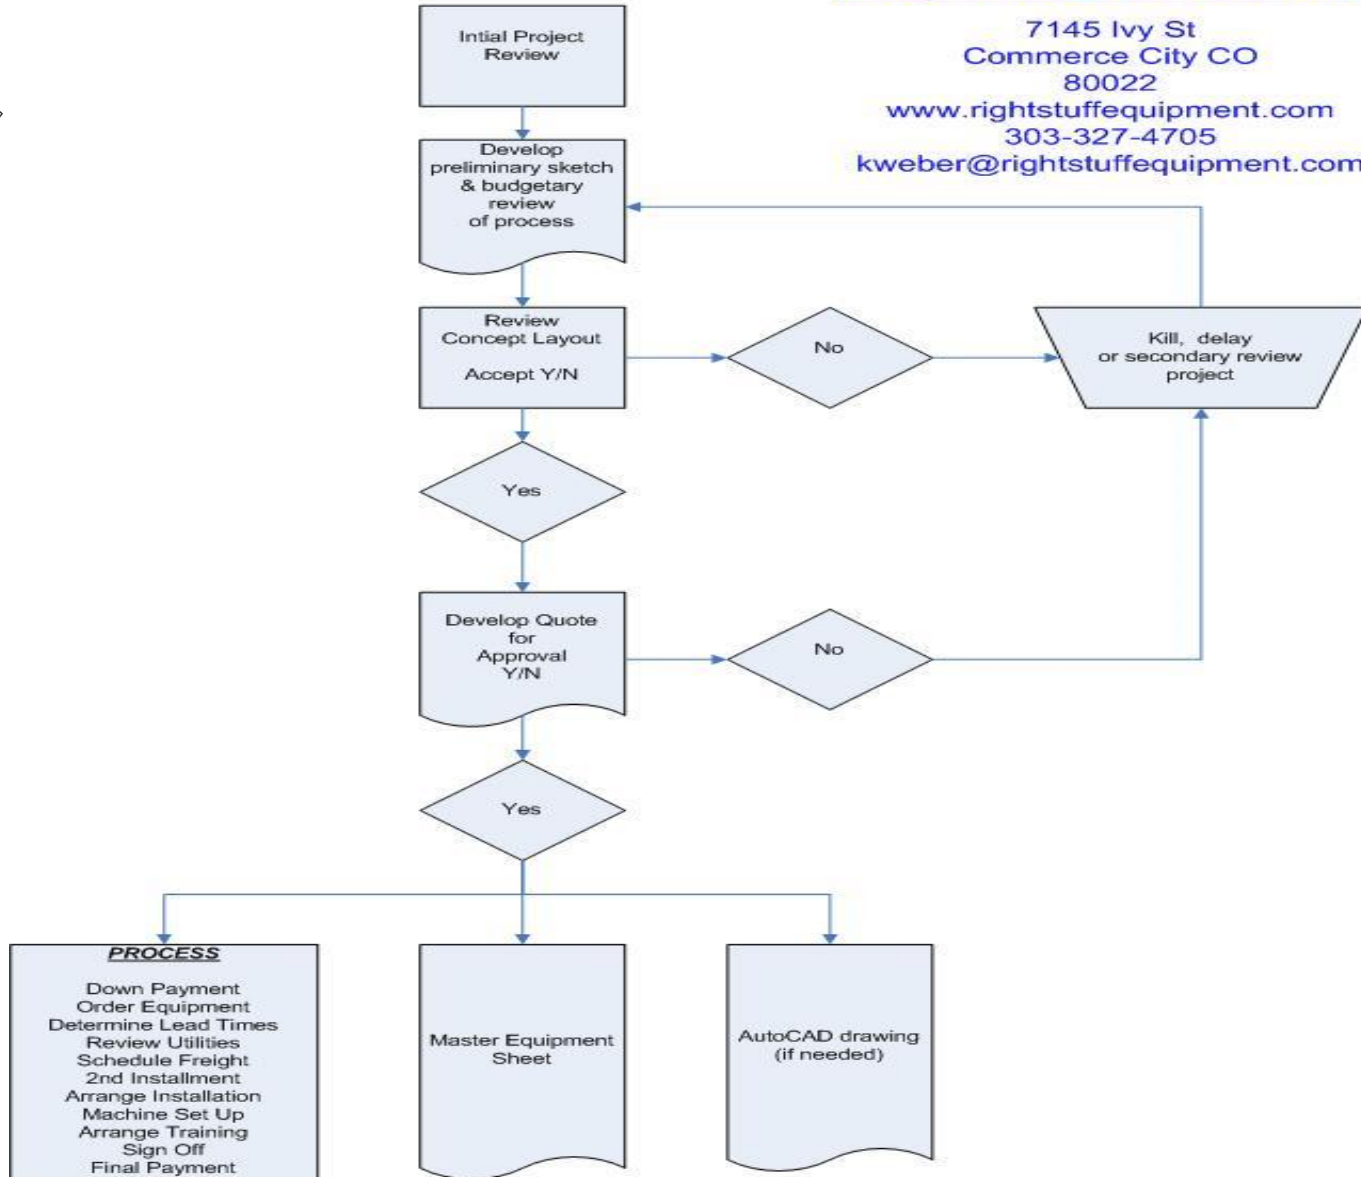 7145 Ivy St
Commerce City CO
80022
www.rightstuffequipment.com
303-327-4705
kweber@rightstuffequipment.com
Intial Project
Review
Develop
preliminary sketch
& budgetary
review
of process
Review
Concept Layout
Accept Y/N
No
Kill, delay
or secondary review
project
Yes
Develop Quote
for
Approval
Y/N
No
Yes
PROCESS
Down Payment
Order Equipment
Determine Lead Times
Review Utilities
Schedule Freight
2nd Installment
Arrange Installation
Machine Set Up
Arrange Training
Sign Off
Final Payment
Master Equipment
Sheet
AutoCAD drawing
(if needed)